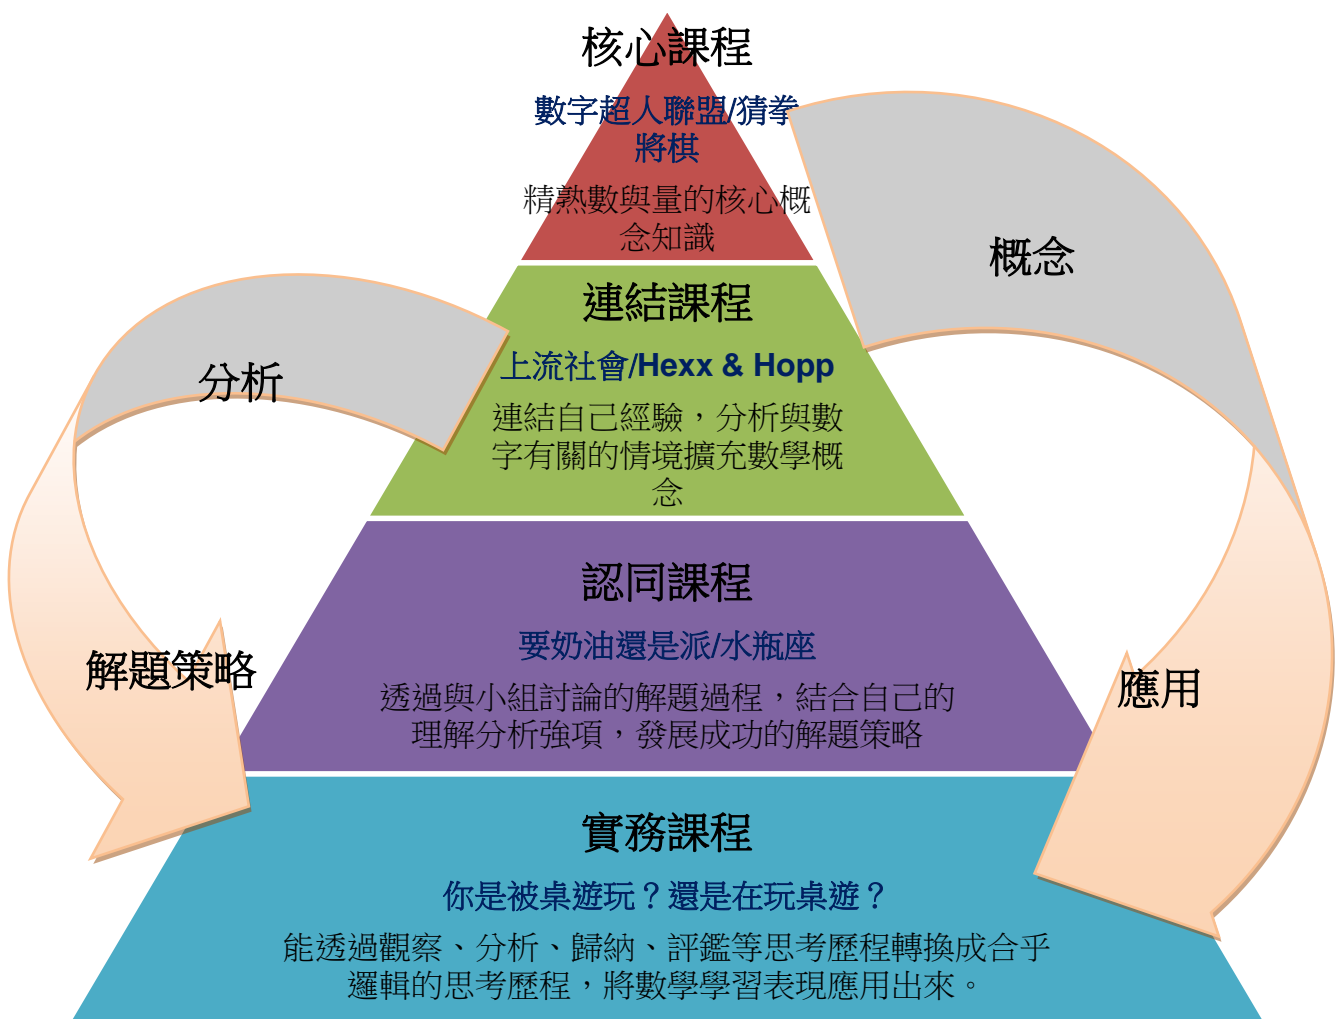 核心課程
數字超人聯盟/猜拳
將棋
精熟數與量的核心概
念知識
概念
連結課程
上流社會/Hexx & Hopp
連結自己經驗，分析與數
字有關的情境擴充數學概
念
分析
認同課程
要奶油還是派/水瓶座
透過與小組討論的解題過程，結合自己的
理解分析強項，發展成功的解題策略
解題策略
應用
實務課程
你是被桌遊玩？還是在玩桌遊？
能透過觀察、分析、歸納、評鑑等思考歷程轉換成合乎
邏輯的思考歷程，將數學學習表現應用出來。